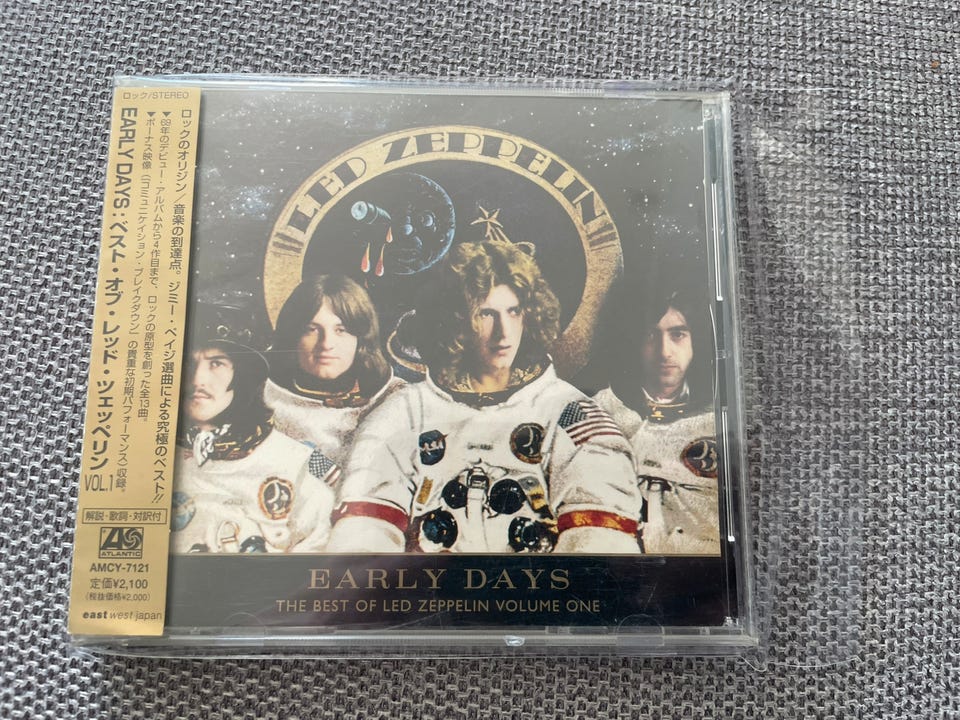 ロック/STEREO
ロックのオリジン/音楽の到達点。ジミー・ペイジ選曲による究極のベスト!!
▼69年のデビュー・アルバムから4作目まで、ロックの原型を創った全13曲。
▼ボーナス映像(「コミュニケイション・ブレイクダウン」の貴重な初期パフォーマンス)収録。
EARLY DAYS:ベスト・オブ・レッド・ツェッペリン VOL.1
解説・歌詞・対訳付
ATLANTIC
AMCY-7121
定価¥2,100
(税抜価格¥2,000)
east west japan
LED ZEPPELIN
EARLY DAYS
THE BEST OF LED ZEPPELIN VOLUME ONE